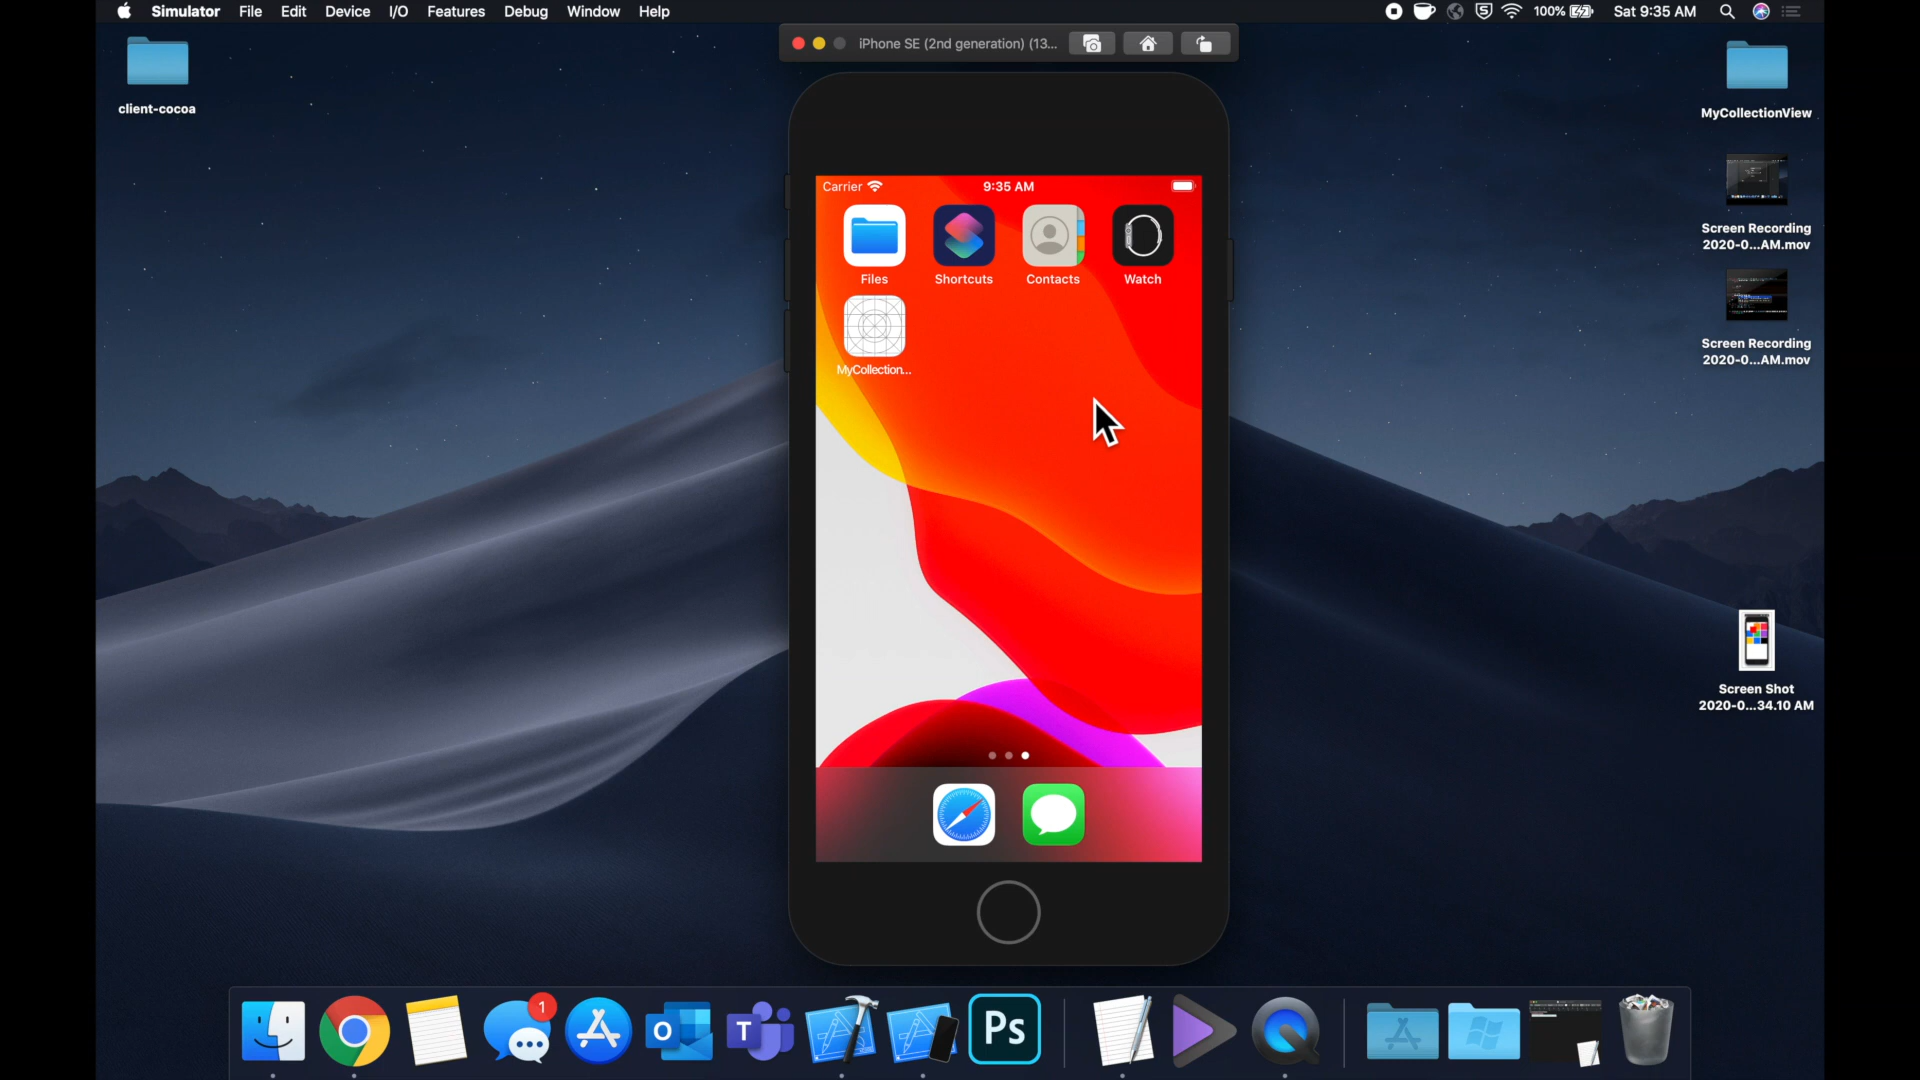 Simulator File Edit Device I/O Features Debug Window Help
100% Sat 9:35 AM
client-cocoa
iPhone SE (2nd generation) (13...
MyCollectionView
Screen Recording
2020-0...AM.mov
Screen Recording
2020-0...AM.mov
Screen Shot
2020-0...34.10 AM
Carrier 9:35 AM
Files Shortcuts Contacts Watch
MyCollection...
1
O
T
Ps